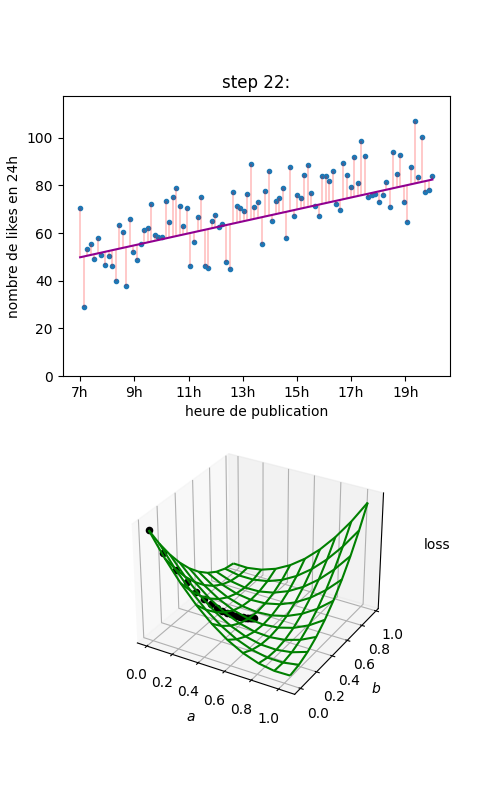 step 22:
100
80
60
40
20
0
nombre de likes en 24h
7h 9h 11h 13h 15h 17h 19h
heure de publication
loss
0.0 0.2 0.4 0.6 0.8 1.0
a
0.0 0.2 0.4 0.6 0.8 1.0
b